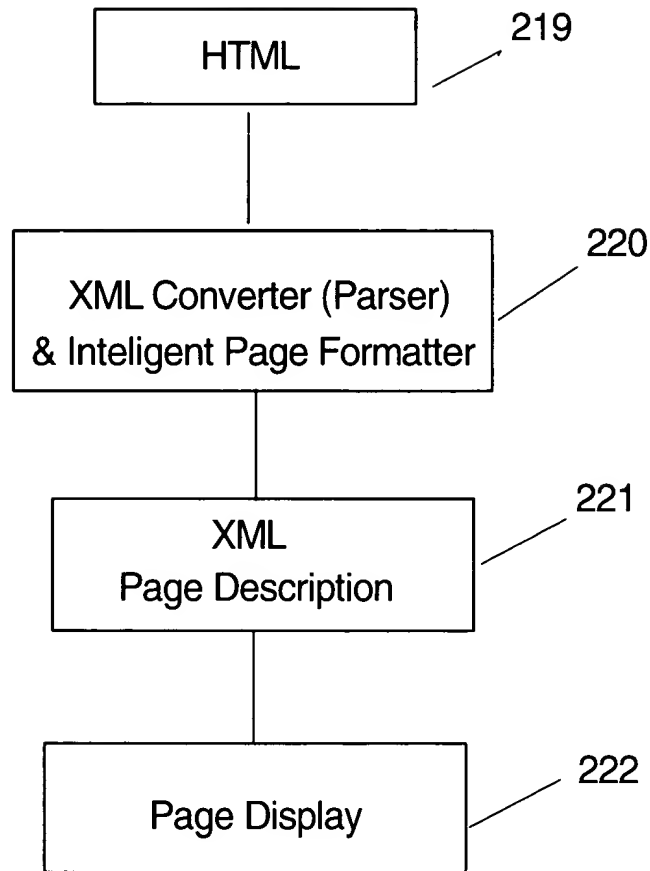 HTML
219
XML Converter (Parser)
& Inteligent Page Formatter
220
XML
Page Description
221
Page Display
222